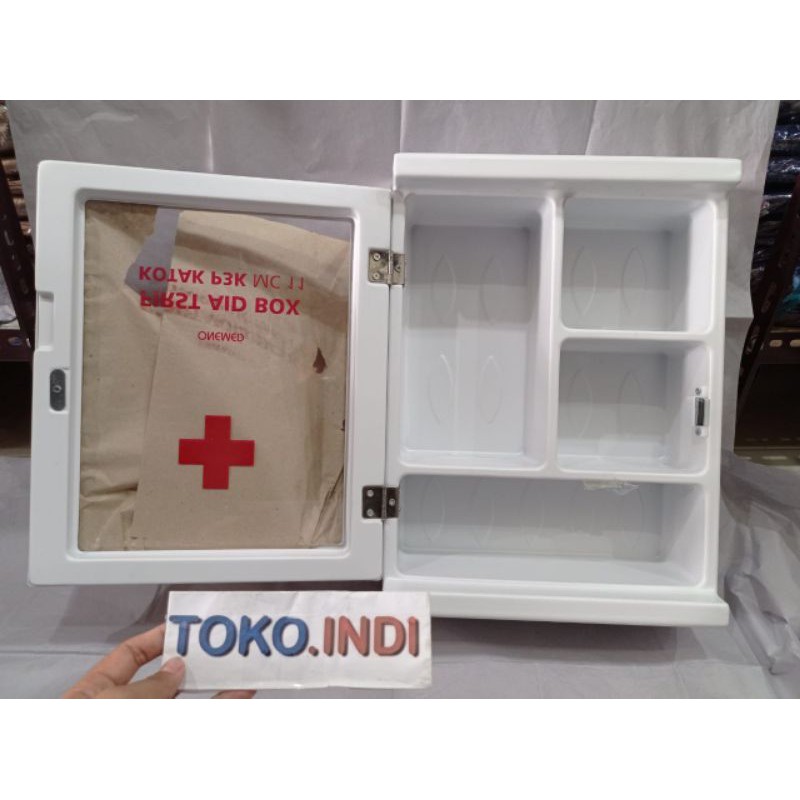 ONEMED
FIRST AID BOX
KOTAK P3K MC 11
TOKO.INDI